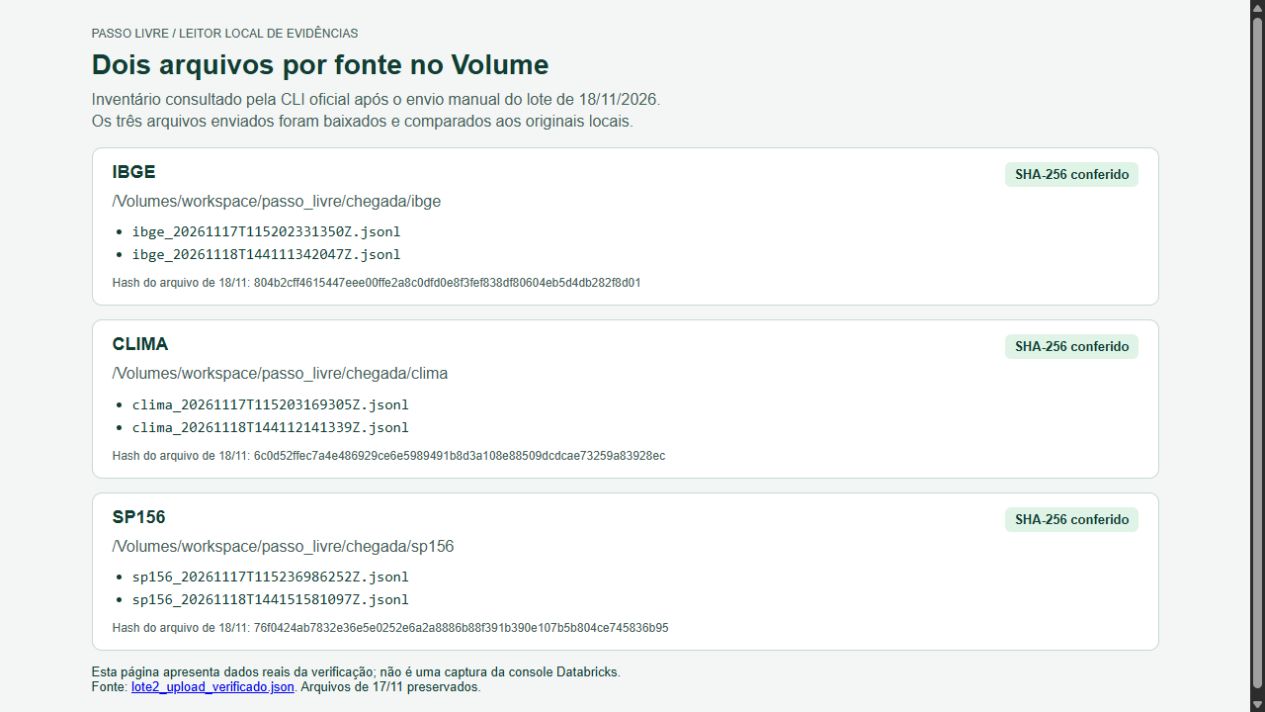 PASSO LIVRE / LEITOR LOCAL DE EVIDÊNCIAS
Dois arquivos por fonte no Volume
Inventário consultado pela CLI oficial após o envio manual do lote de 18/11/2026.
Os três arquivos enviados foram baixados e comparados aos originais locais.
IBGE
SHA-256 conferido
/Volumes/workspace/passo_livre/chegada/ibge
• ibge_20261117T115202331350Z.jsonl
• ibge_20261118T144111342047Z.jsonl
Hash do arquivo de 18/11: 804b2cff4615447eee00ffe2a8c0dfd0e8f3fef838df80604eb5d4db282f8d01
CLIMA
SHA-256 conferido
/Volumes/workspace/passo_livre/chegada/clima
• clima_20261117T115203169305Z.jsonl
• clima_20261118T144112141339Z.jsonl
Hash do arquivo de 18/11: 6c0d52ffec7a4e486929ce6e5989491b8d3a108e88509dcdcae73259a83928ec
SP156
SHA-256 conferido
/Volumes/workspace/passo_livre/chegada/sp156
• sp156_20261117T115236986252Z.jsonl
• sp156_20261118T144151581097Z.jsonl
Hash do arquivo de 18/11: 76f0424ab7832e36e5e0252e6a2a8886b88f391b390e107b5b804ce745836b95
Esta página apresenta dados reais da verificação; não é uma captura da console Databricks.
Fonte: lote2_upload_verificado.json. Arquivos de 17/11 preservados.